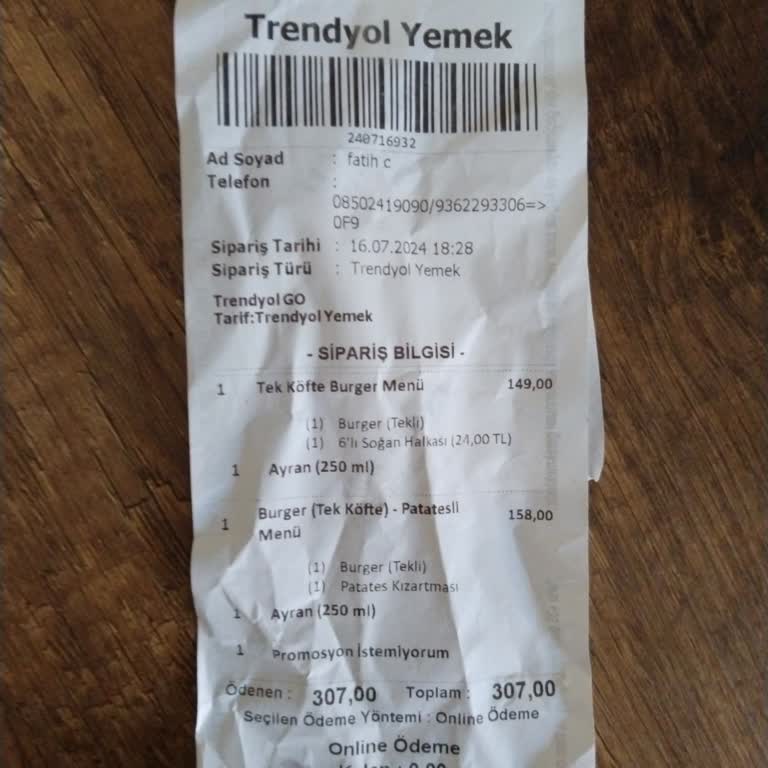 Trendyol Yemek
240716932
Ad Soyad : fatih c
Telefon :
08502419090/9362293306=>
0F9
Sipariş Tarihi : 16.07.2024 18:28
Sipariş Türü : Trendyol Yemek
Trendyol GO
Tarif:Trendyol Yemek
- SİPARİŞ BİLGİSİ -
1 Tek Köfte Burger Menü 149,00
(1) Burger (Tekli)
(1) 6'lı Soğan Halkası (24,00 TL)
1 Ayran (250 ml)
1 Burger (Tek Köfte) - Patatesli 158,00
Menü
(1) Burger (Tekli)
(1) Patates Kızartması
1 Ayran (250 ml)
1 Promosyon İstemiyorum
Ödenen : 307,00 Toplam : 307,00
Seçilen Ödeme Yöntemi : Online Ödeme
Online Ödeme